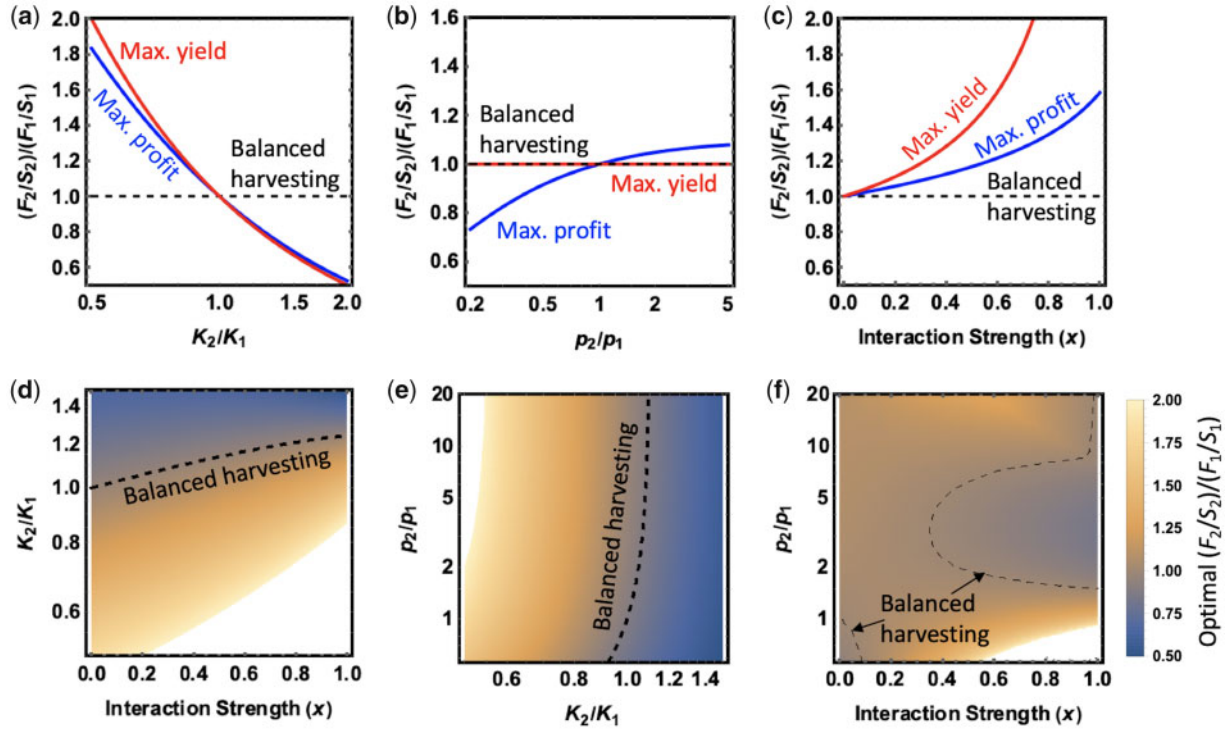 (a)
2.0
1.8
1.6
1.4
1.2
1.0
0.8
0.6
(F2/S2)/(F1/S1)
Max. yield
Max. profit
Balanced
harvesting
0.5
1.0
1.5
2.0
K2/K1
(b)
1.6
1.4
1.2
1.0
0.8
0.6
(F2/S2)/(F1/S1)
Balanced
harvesting
Max. yield
Max. profit
0.2
0.5
1
2
5
p2/p1
(c)
2.0
1.8
1.6
1.4
1.2
1.0
0.8
0.6
(F2/S2)/(F1/S1)
Max. yield
Max. profit
Balanced
harvesting
0.0
0.2
0.4
0.6
0.8
1.0
Interaction Strength (x)
(d)
1.4
1.2
1.0
0.8
0.6
K2/K1
Balanced harvesting
0.0
0.2
0.4
0.6
0.8
1.0
Interaction Strength (x)
(e)
20
10
5
2
1
p2/p1
Balanced harvesting
0.6
0.8
1.0
1.2
1.4
K2/K1
(f)
20
10
5
2
1
p2/p1
Balanced
harvesting
0.0
0.2
0.4
0.6
0.8
1.0
Interaction Strength (x)
2.00
1.75
1.50
1.25
1.00
0.75
0.50
Optimal (F2/S2)/(F1/S1)